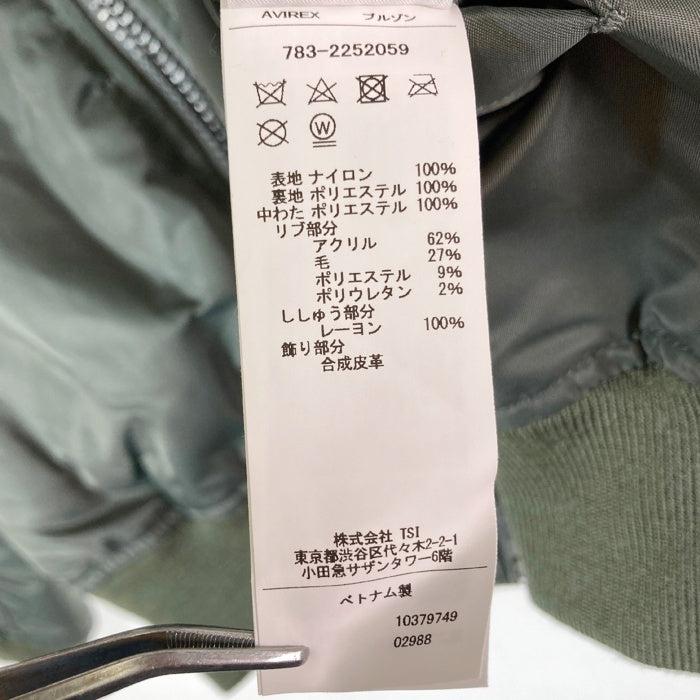 AVIREX ブルゾン
783-2252059
W
表地 ナイロン 100%
裏地 ポリエステル 100%
中わた ポリエステル 100%
リブ部分
アクリル 62%
毛 27%
ポリエステル 9%
ポリウレタン 2%
ししゅう部分
レーヨン 100%
飾り部分
合成皮革
株式会社 TSI
東京都渋谷区代々木2-2-1
小田急サザンタワー6階
ベトナム製
10379749
02988